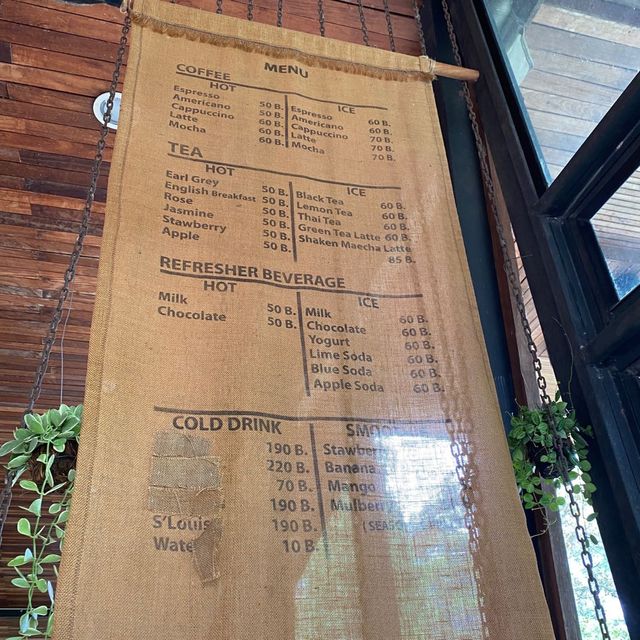 MENU
COFFEE
HOT
Espresso 50 B.
Americano 50 B.
Cappuccino 60 B.
Latte 60 B.
Mocha 60 B.
ICE
Espresso 60 B.
Americano 60 B.
Cappuccino 70 B.
Latte 70 B.
Mocha 70 B.
TEA
HOT
Earl Grey 50 B.
English Breakfast 50 B.
Rose 50 B.
Jasmine 50 B.
Stawberry 50 B.
Apple 50 B.
ICE
Black Tea 60 B.
Lemon Tea 60 B.
Thai Tea 60 B.
Green Tea Latte 60 B.
Shaken Maecha Latte
85 B.
REFRESHER BEVERAGE
HOT
Milk 50 B.
Chocolate 50 B.
ICE
Milk 60 B.
Chocolate 60 B.
Yogurt 60 B.
Lime Soda 60 B.
Blue Soda 60 B.
Apple Soda 60 B.
COLD DRINK
190 B.
220 B.
70 B.
190 B.
S'Louis 190 B.
10 B.
Banana
Mango